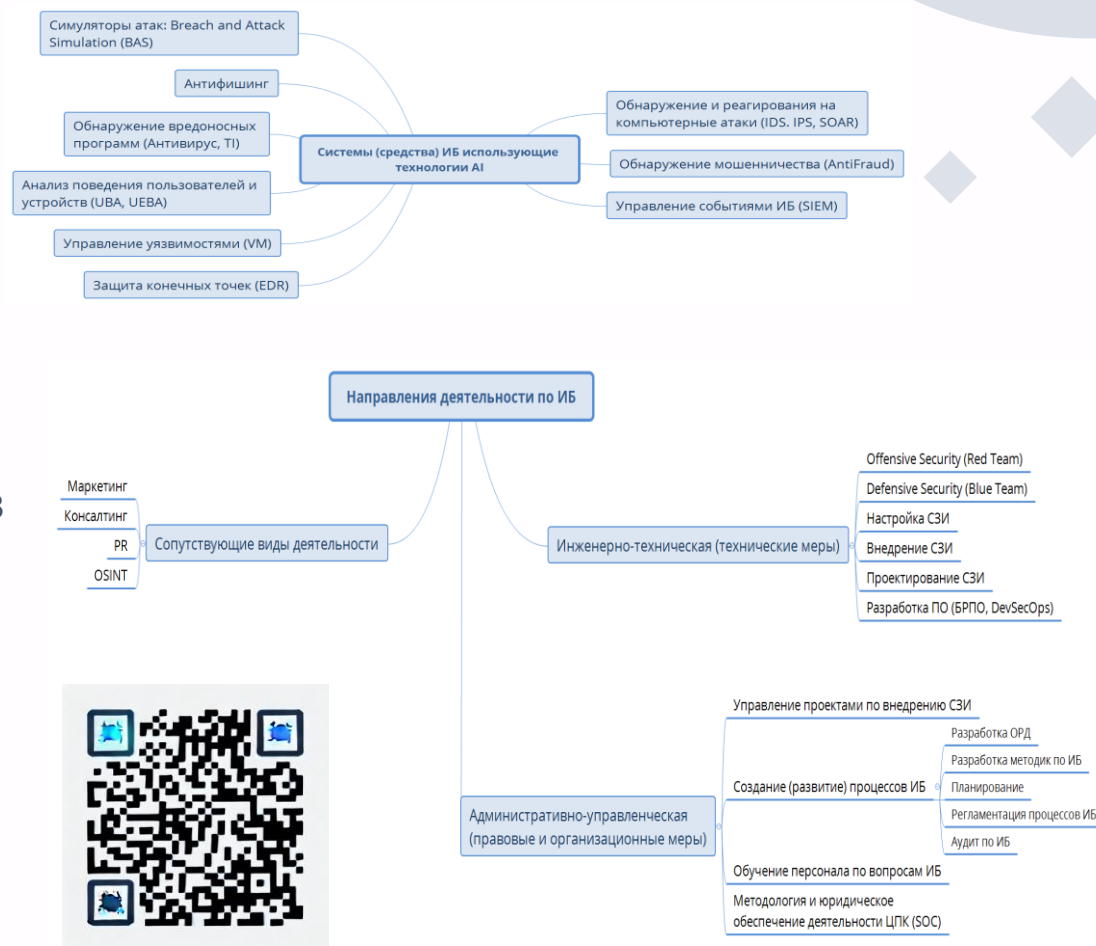 Симуляторы атак: Breach and Attack
Simulation (BAS)
Антифишинг
Обнаружение вредоносных
программ (Антивирус, TI)
Анализ поведения пользователей и
устройств (UBA, UEBA)
Управление уязвимостями (VM)
Защита конечных точек (EDR)
Системы (средства) ИБ использующие
технологии AI
Обнаружение и реагирования на
компьютерные атаки (IDS. IPS, SOAR)
Обнаружение мошенничества (AntiFraud)
Управление событиями ИБ (SIEM)
Направления деятельности по ИБ
в
Маркетинг
Консалтинг
PR
OSINT
Сопутствующие виды деятельности
Инженерно-техническая (технические меры)
Offensive Security (Red Team)
Defensive Security (Blue Team)
Настройка СЗИ
Внедрение СЗИ
Проектирование СЗИ
Разработка ПО (БРПО, DevSecOps)
Административно-управленческая
(правовые и организационные меры)
Управление проектами по внедрению СЗИ
Создание (развитие) процессов ИБ
Разработка ОРД
Разработка методик по ИБ
Планирование
Регламентация процессов ИБ
Аудит по ИБ
Обучение персонала по вопросам ИБ
Методология и юридическое
обеспечение деятельности ЦПК (SOC)